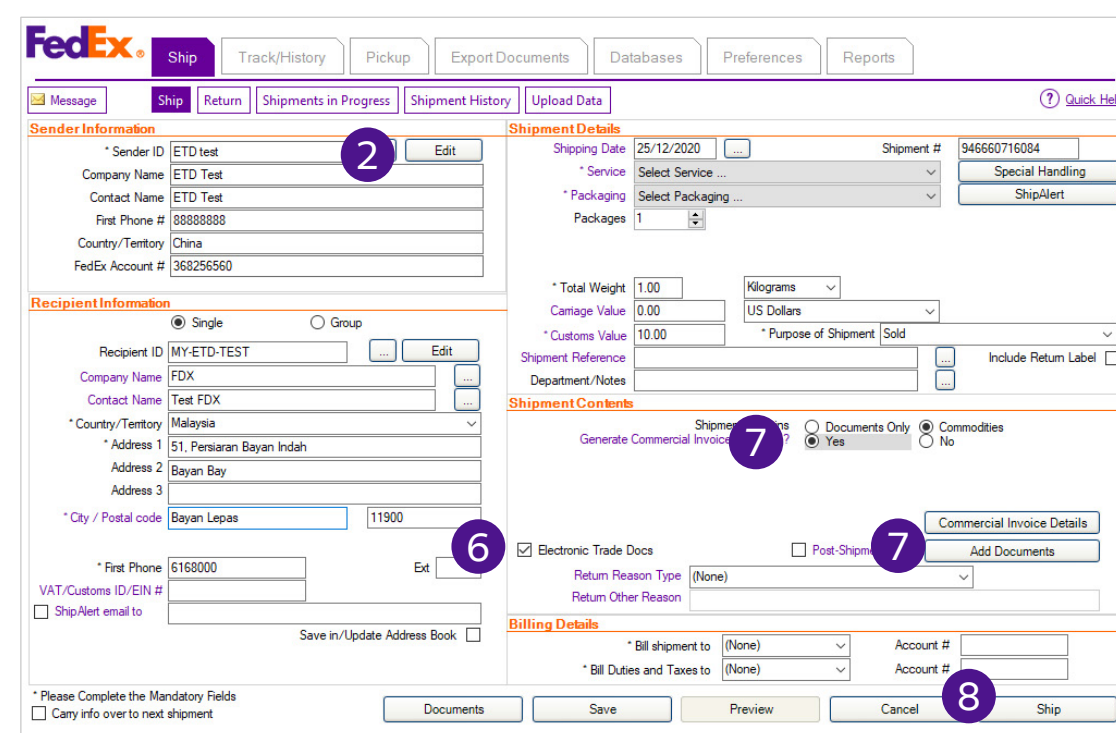 FedEx®
Ship Track/History Pickup Export Documents Databases Preferences Reports
Message Ship Return Shipments in Progress Shipment History Upload Data ? Quick
Sender Information
* Sender ID ETD test 2 Edit
Company Name ETD Test
Contact Name ETD Test
First Phone # 88888888
Country/Territory China
FedEx Account # 368256560
Recipient Information
Single Group
Recipient ID MY-ETD-TEST ... Edit
Company Name FDX ...
Contact Name Test FDX ...
* Country/Territory Malaysia
* Address 1 51, Persiaran Bayan Indah
Address 2 Bayan Bay
Address 3
* City / Postal code Bayan Lepas 11900
* First Phone 6168000 Ext
VAT/Customs ID/EIN #
ShipAlert email to
Save in/Update Address Book
Shipment Details
Shipping Date 25/12/2020 ... Shipment # 946660716084
* Service Select Service ... Special Handling
* Packaging Select Packaging ... ShipAlert
Packages 1
* Total Weight 1.00 Kilograms
Carriage Value 0.00 US Dollars
* Customs Value 10.00 * Purpose of Shipment Sold
Shipment Reference ... Include Return Label
Department/Notes ...
Shipment Contents
7 Documents Only Commodities
Generate Commercial Invoice ? Yes No
Commercial Invoice Details
6 Electronic Trade Docs 7 Add Documents
Return Reason Type (None)
Return Other Reason
Billing Details
* Bill shipment to (None) Account #
* Bill Duties and Taxes to (None) Account #
* Please Complete the Mandatory Fields
Carry info over to next shipment
Documents Save Preview Cancel 8 Ship